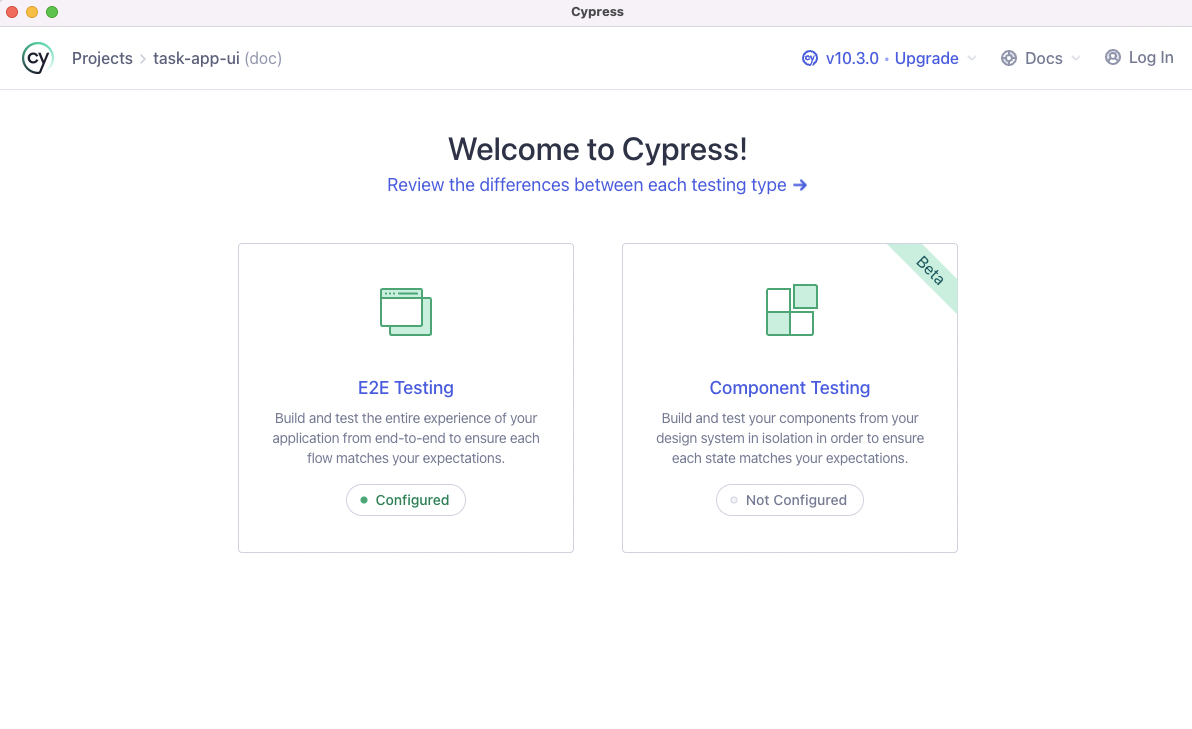 Cypress
cy Projects task-app-ui (doc) cy v10.3.0 • Upgrade Docs Log In
Welcome to Cypress!
Review the differences between each testing type →
Beta
E2E Testing
Build and test the entire experience of your
application from end-to-end to ensure each
flow matches your expectations.
Configured
Component Testing
Build and test your components from your
design system in isolation in order to ensure
each state matches your expectations.
Not Configured